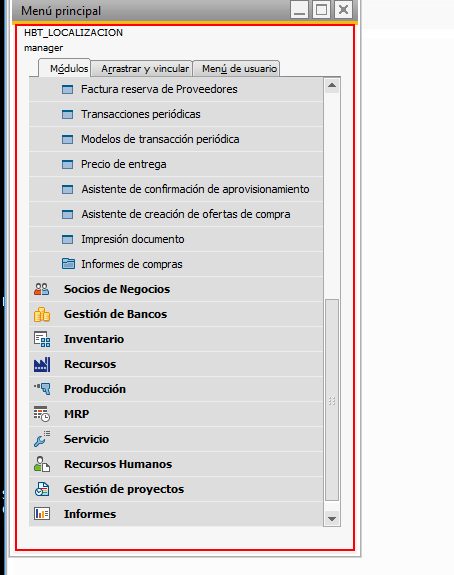 Menú principal
HBT_LOCALIZACION
manager
Módulos
Arrastrar y vincular
Menú de usuario
Factura reserva de Proveedores
Transacciones periódicas
Modelos de transacción periódica
Precio de entrega
Asistente de confirmación de aprovisionamiento
Asistente de creación de ofertas de compra
Impresión documento
Informes de compras
Socios de Negocios
Gestión de Bancos
Inventario
Recursos
Producción
MRP
Servicio
Recursos Humanos
Gestión de proyectos
Informes